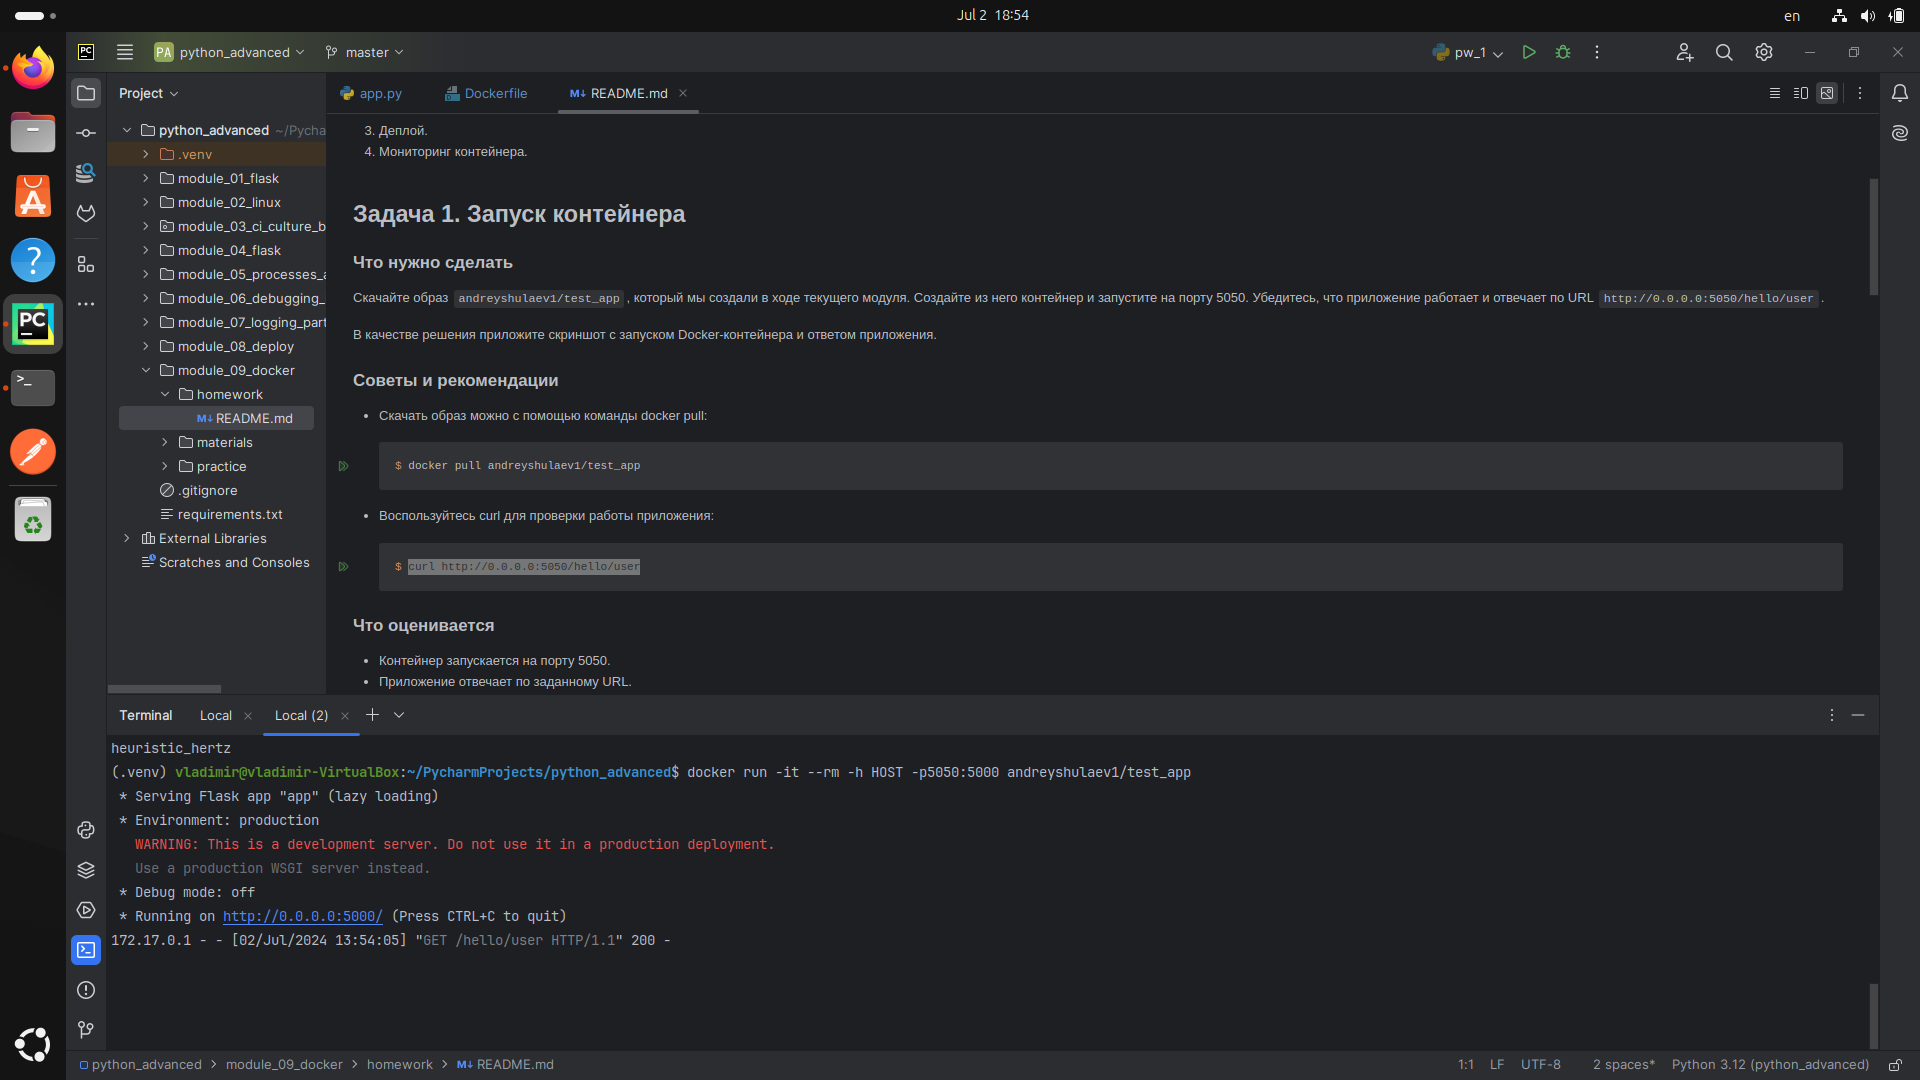 Jul 2 18:54
en
PC
PA python_advanced
master
pw_1
Project
app.py
Dockerfile
M↓ README.md
python_advanced ~/Pycha
.venv
module_01_flask
module_02_linux
module_03_ci_culture_b
module_04_flask
module_05_processes_a
module_06_debugging_
module_07_logging_part
module_08_deploy
module_09_docker
homework
M↓ README.md
materials
practice
.gitignore
requirements.txt
External Libraries
Scratches and Consoles
3. Деплой.
4. Мониторинг контейнера.
Задача 1. Запуск контейнера
Что нужно сделать
Скачайте образ andreyshulaev1/test_app , который мы создали в ходе текущего модуля. Создайте из него контейнер и запустите на порту 5050. Убедитесь, что приложение работает и отвечает по URL http://0.0.0.0:5050/hello/user .
В качестве решения приложите скриншот с запуском Docker-контейнера и ответом приложения.
Советы и рекомендации
• Скачать образ можно с помощью команды docker pull:
$ docker pull andreyshulaev1/test_app
• Воспользуйтесь curl для проверки работы приложения:
$ curl http://0.0.0.0:5050/hello/user
Что оценивается
• Контейнер запускается на порту 5050.
• Приложение отвечает по заданному URL.
Terminal
Local
Local (2)
heuristic_hertz
(.venv) vladimir@vladimir-VirtualBox:~/PycharmProjects/python_advanced$ docker run -it --rm -h HOST -p5050:5000 andreyshulaev1/test_app
* Serving Flask app "app" (lazy loading)
* Environment: production
WARNING: This is a development server. Do not use it in a production deployment.
Use a production WSGI server instead.
* Debug mode: off
* Running on http://0.0.0.0:5000/ (Press CTRL+C to quit)
172.17.0.1 - - [02/Jul/2024 13:54:05] "GET /hello/user HTTP/1.1" 200 -
python_advanced > module_09_docker > homework > M↓ README.md
1:1
LF
UTF-8
2 spaces*
Python 3.12 (python_advanced)